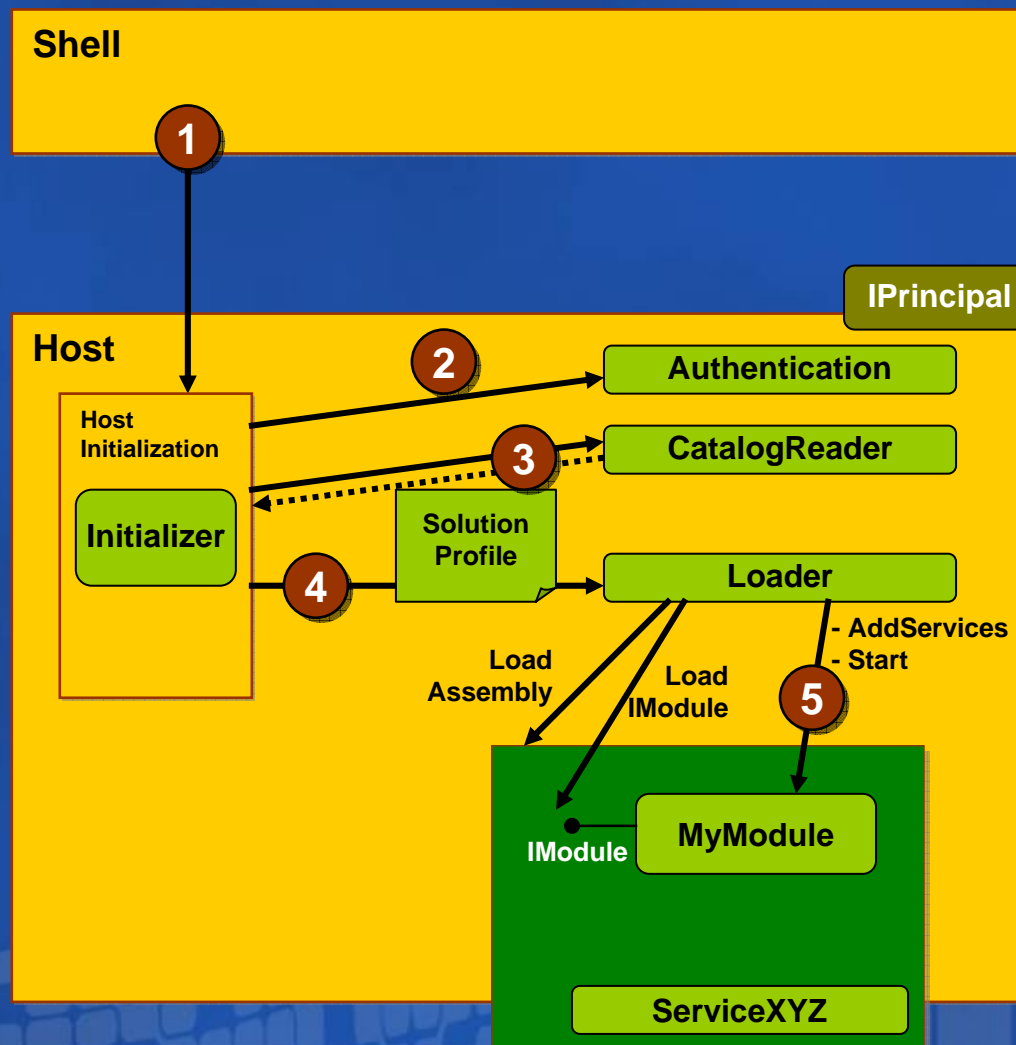 Shell
1
IPrincipal
Host
2
Authentication
Host
Initialization
3
CatalogReader
Initializer
Solution
Profile
4
Loader
- AddServices
- Start
Load
Assembly
Load
IModule
5
IModule
MyModule
ServiceXYZ